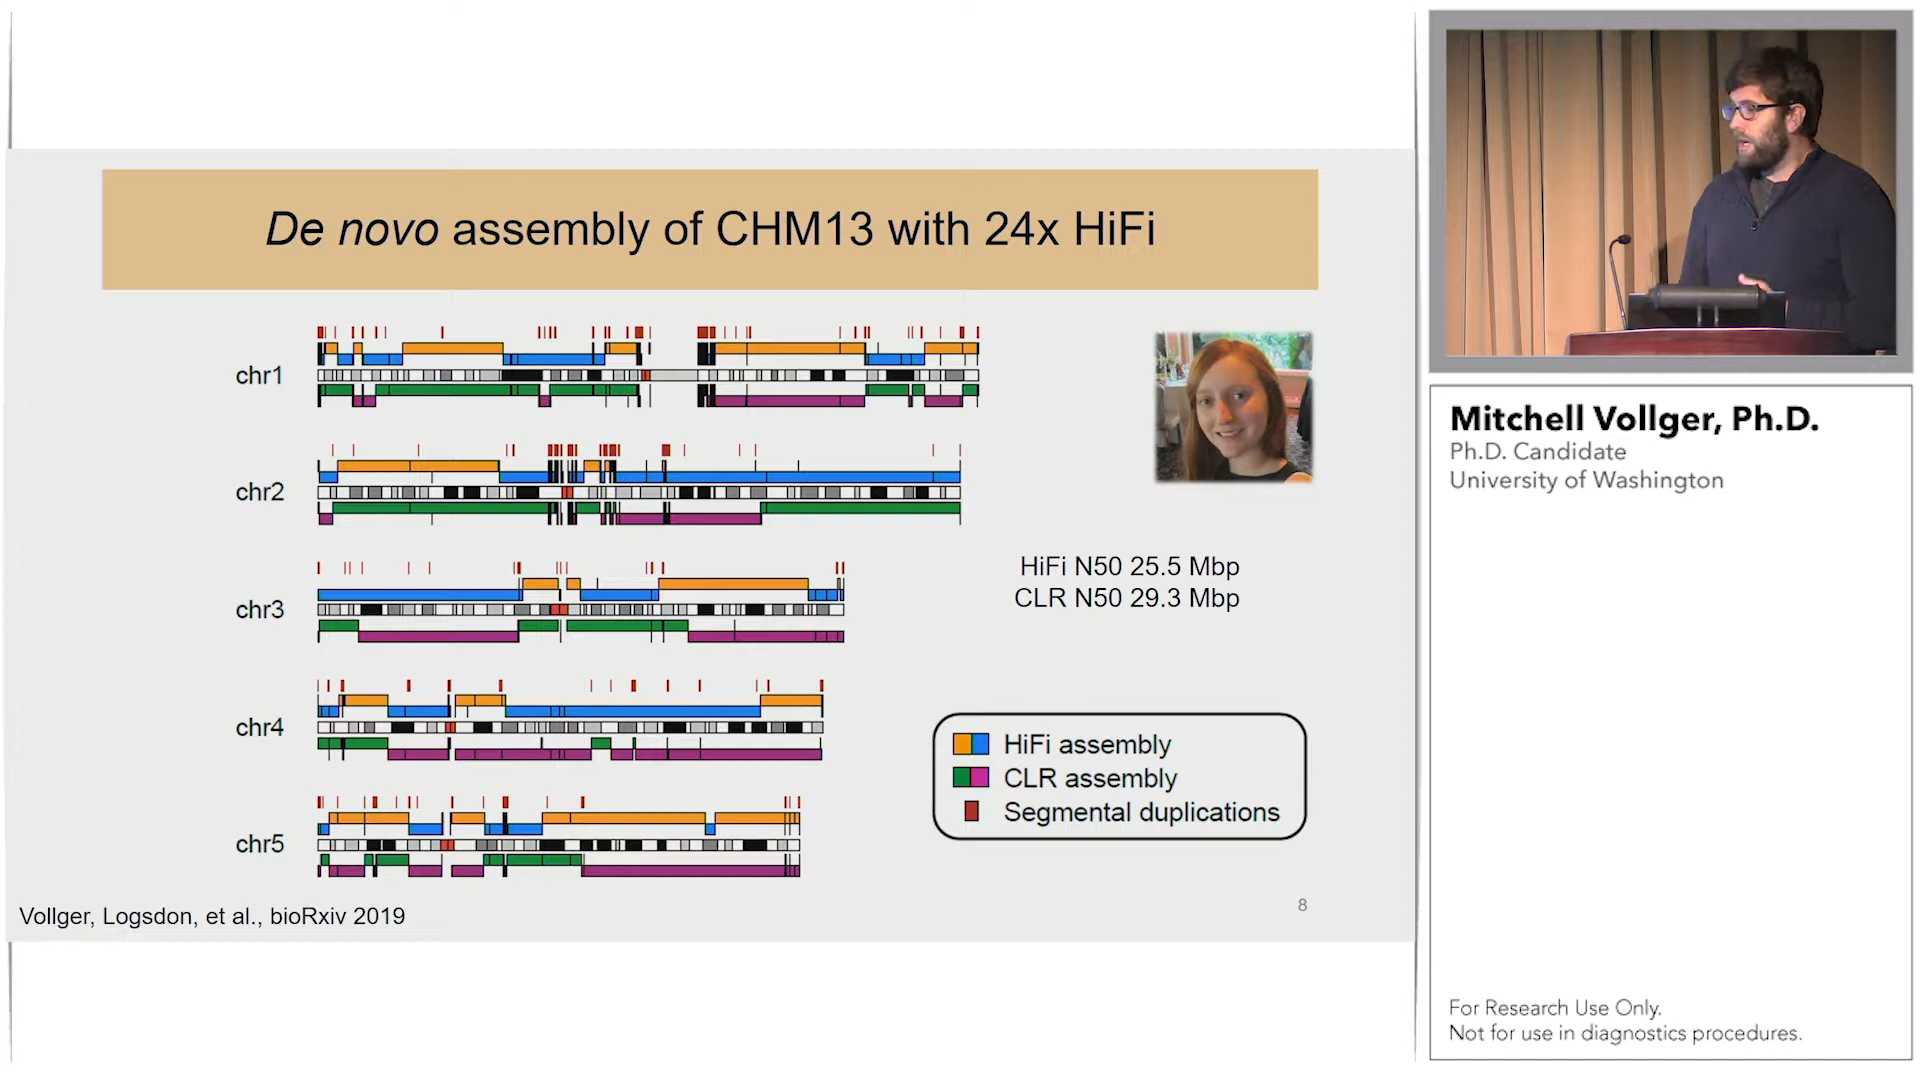 De novo assembly of CHM13 with 24x HiFi
chr1
chr2
chr3
chr4
chr5
HiFi N50 25.5 Mbp
CLR N50 29.3 Mbp
HiFi assembly
CLR assembly
Segmental duplications
Vollger, Logsdon, et al., bioRxiv 2019
8
Mitchell Vollger, Ph.D.
Ph.D. Candidate
University of Washington
For Research Use Only.
Not for use in diagnostics procedures.